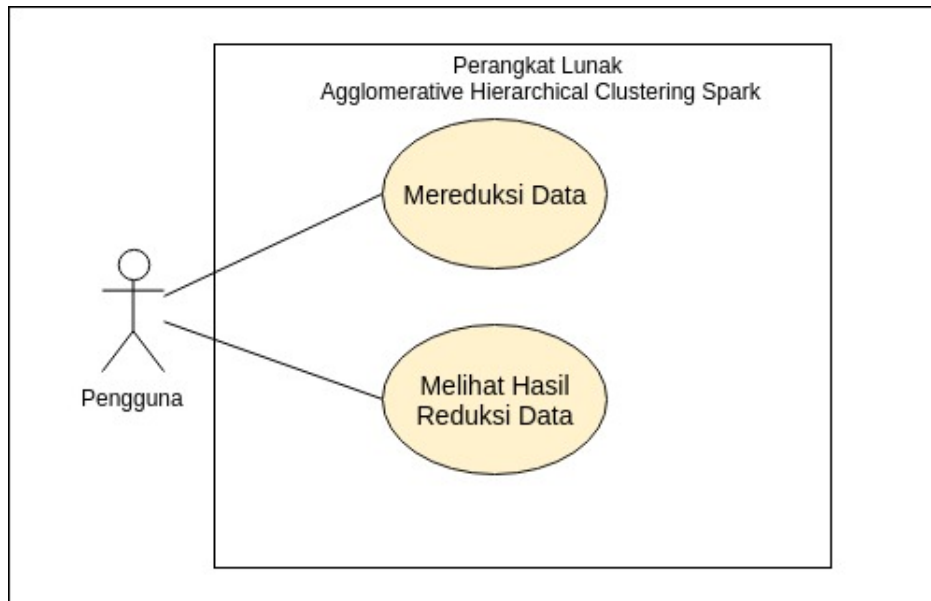 Perangkat Lunak
Agglomerative Hierarchical Clustering Spark
Mereduksi Data
Melihat Hasil
Reduksi Data
Pengguna